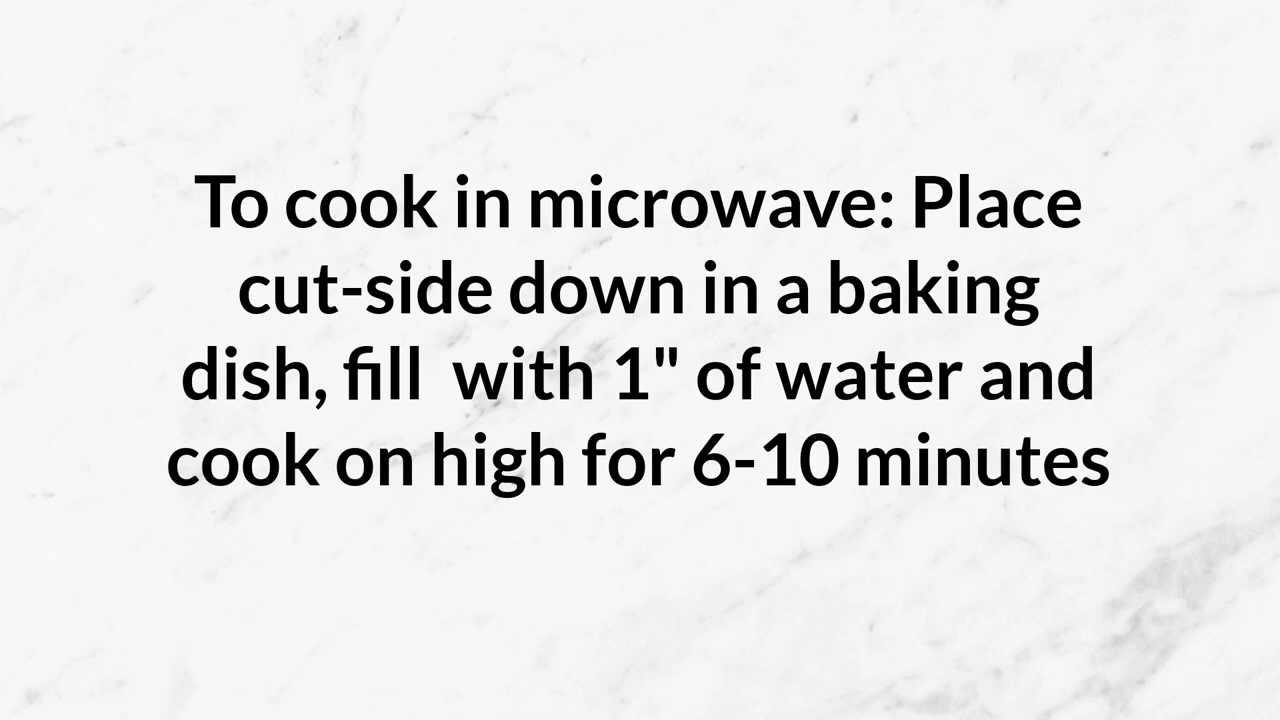 To cook in microwave: Place
cut-side down in a baking
dish, fill  with 1" of water and
cook on high for 6-10 minutes